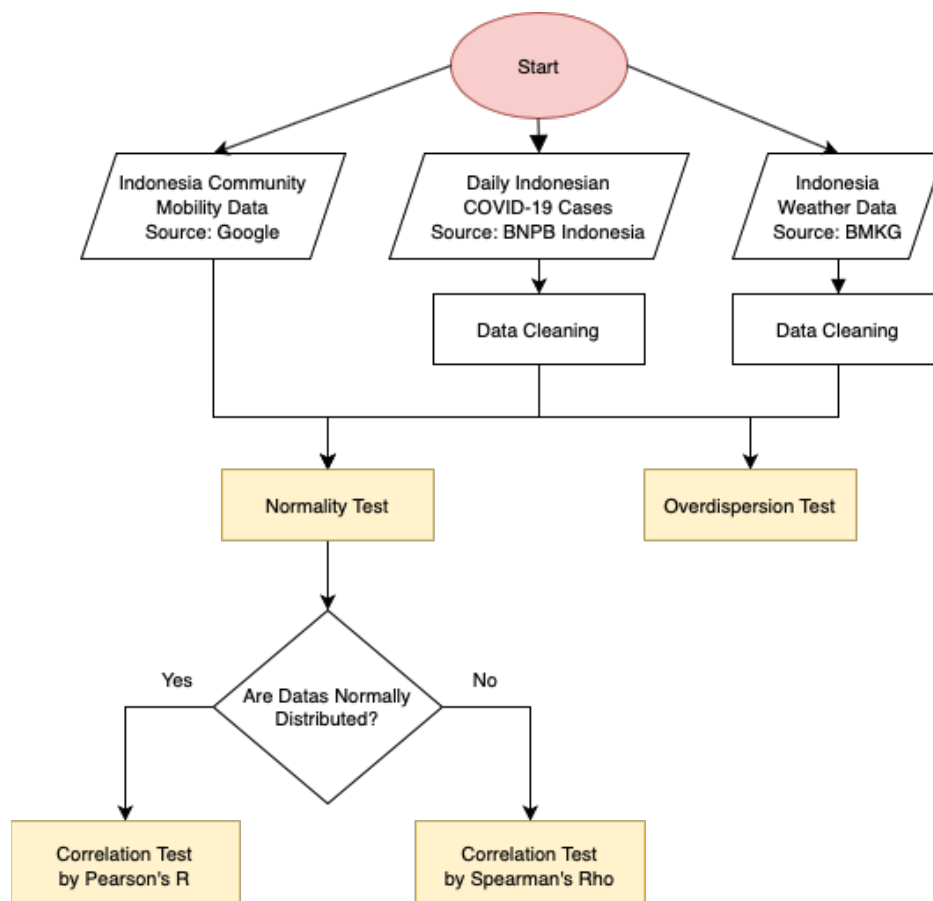 Start
Indonesia Community
Mobility Data
Source: Google
Daily Indonesian
COVID-19 Cases
Source: BNPB Indonesia
Indonesia
Weather Data
Source: BMKG
Data Cleaning
Data Cleaning
Normality Test
Overdispersion Test
Yes
Are Datas Normally
Distributed?
No
Correlation Test
by Pearson's R
Correlation Test
by Spearman's Rho